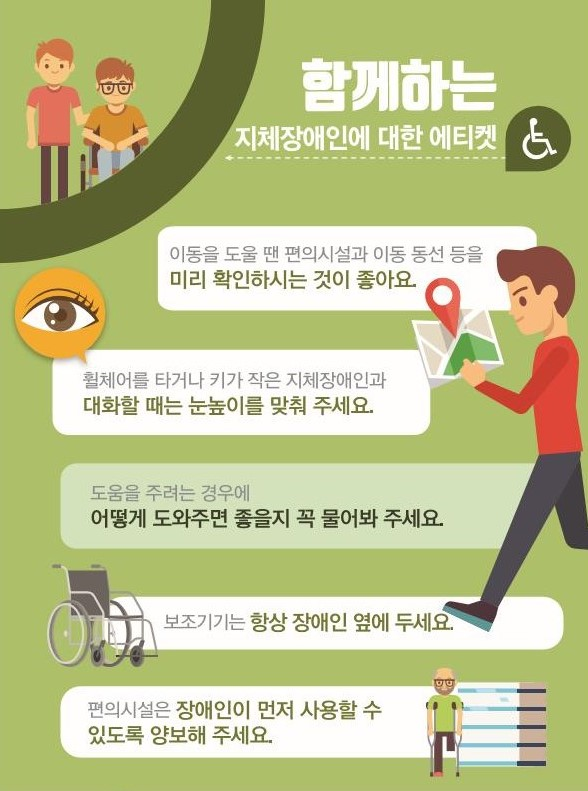 함께하는
지체장애인에 대한 에티켓
이동을 도울 땐 편의시설과 이동 동선 등을
미리 확인하시는 것이 좋아요.
휠체어를 타거나 키가 작은 지체장애인과
대화할 때는 눈높이를 맞춰 주세요.
도움을 주려는 경우에
어떻게 도와주면 좋을지 꼭 물어봐 주세요.
보조기기는 항상 장애인 옆에 두세요.
편의시설은 장애인이 먼저 사용할 수
있도록 양보해 주세요.